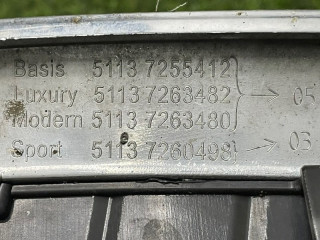 Basis 5113 7255412
Luxury 5113 7263482 → 05
Modern 5113 7263480
Sport 5113 7260498 → 03